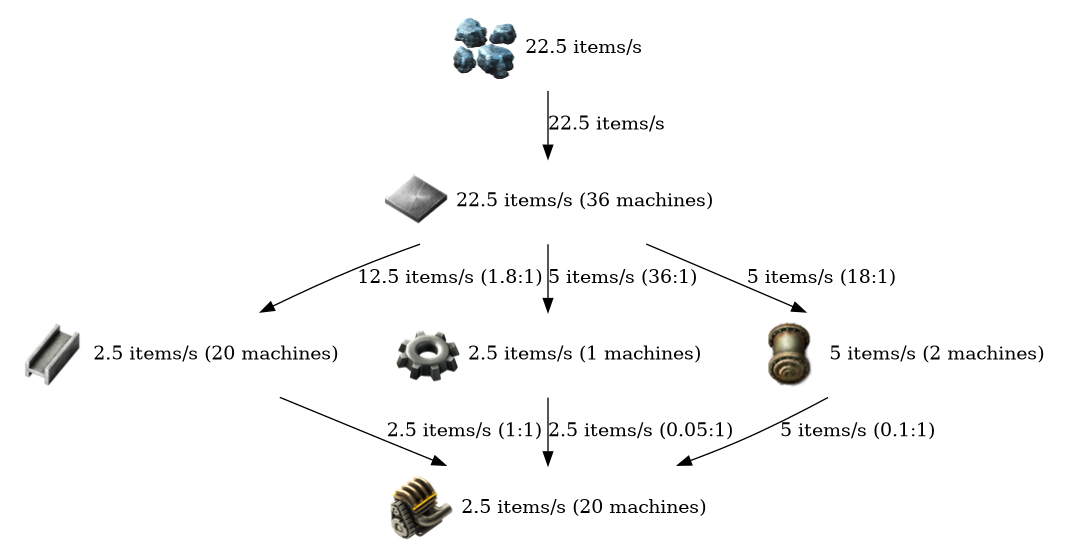 22.5 items/s
22.5 items/s
22.5 items/s (36 machines)
12.5 items/s (1.8:1)
5 items/s (36:1)
5 items/s (18:1)
2.5 items/s (20 machines)
2.5 items/s (1 machines)
5 items/s (2 machines)
2.5 items/s (1:1)
2.5 items/s (0.05:1)
5 items/s (0.1:1)
2.5 items/s (20 machines)